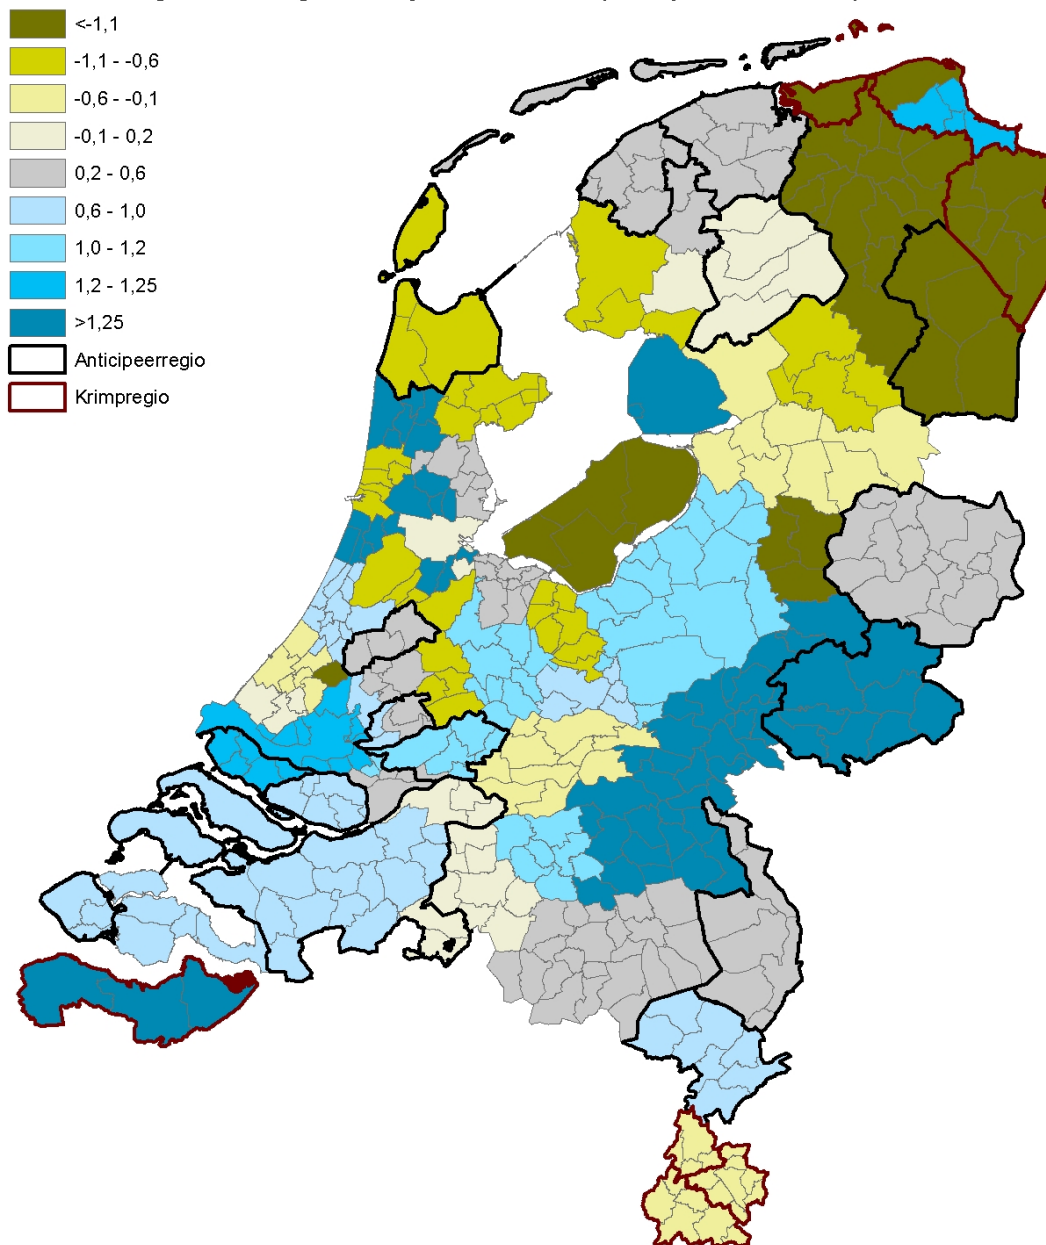 <-1,1
-1,1 - -0,6
-0,6 - -0,1
-0,1 - 0,2
0,2 - 0,6
0,6 - 1,0
1,0 - 1,2
1,2 - 1,25
>1,25
Anticipeerregio
Krimpregio